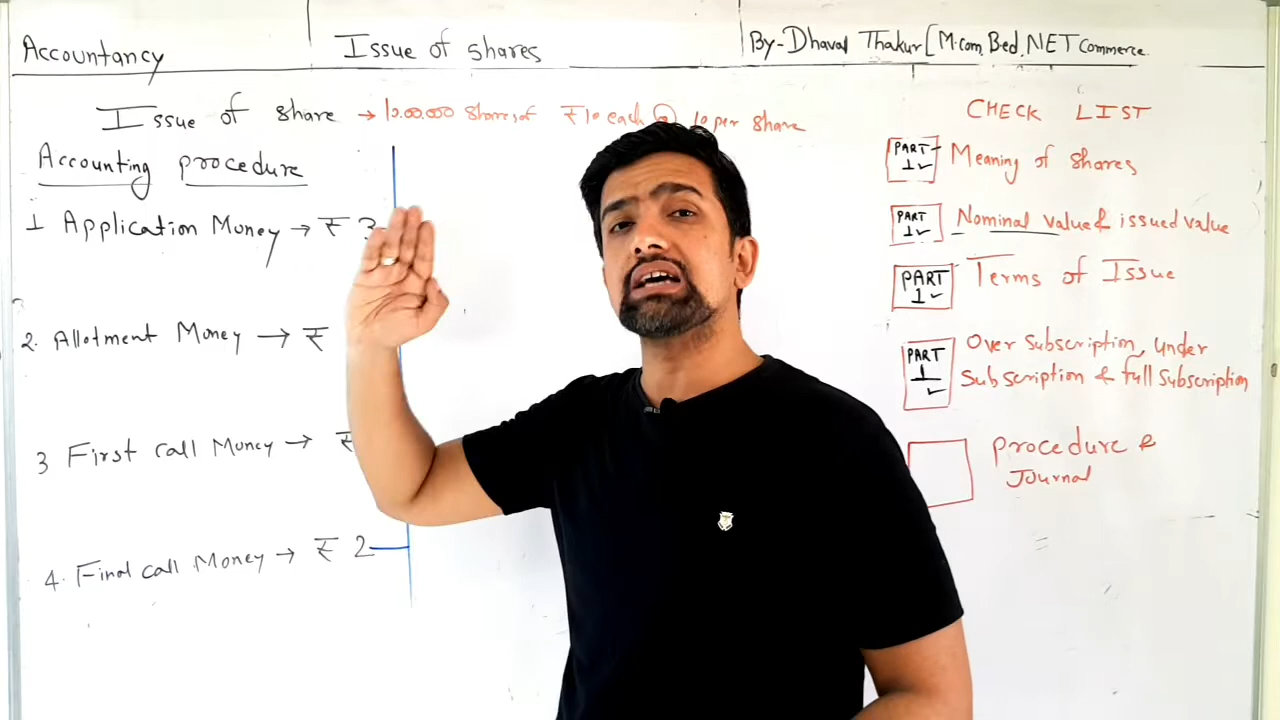 Accountancy
Issue of shares
By-Dhaval Thakur [M.com, Bed, NET Commerce.
Issue of share → 10.00.000 shares of ₹10 each @ 10 per share
Accounting procedure
1 Application Money → ₹ 3
2. Allotment Money → ₹
3 First call Money → ₹
4. Final call Money → ₹ 2
CHECK LIST
PART 1 ✓ Meaning of shares
PART 1 ✓ Nominal value & issued value
PART 1 ✓ Terms of Issue
PART 1 ✓ Over Subscription, under
Subscription & full Subscription
procedure &
Journal